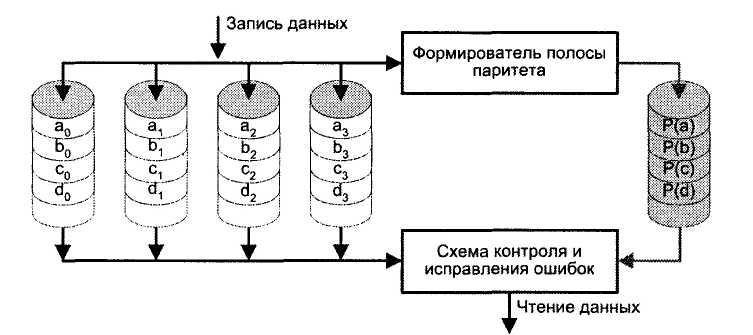 Запись данных
Формирователь полосы
паритета
a0 a1 a2 a3 P(a)
b0 b1 b2 b3 P(b)
c0 c1 c2 c3 P(c)
d0 d1 d2 d3 P(d)
Схема контроля и
исправления ошибок
Чтение данных